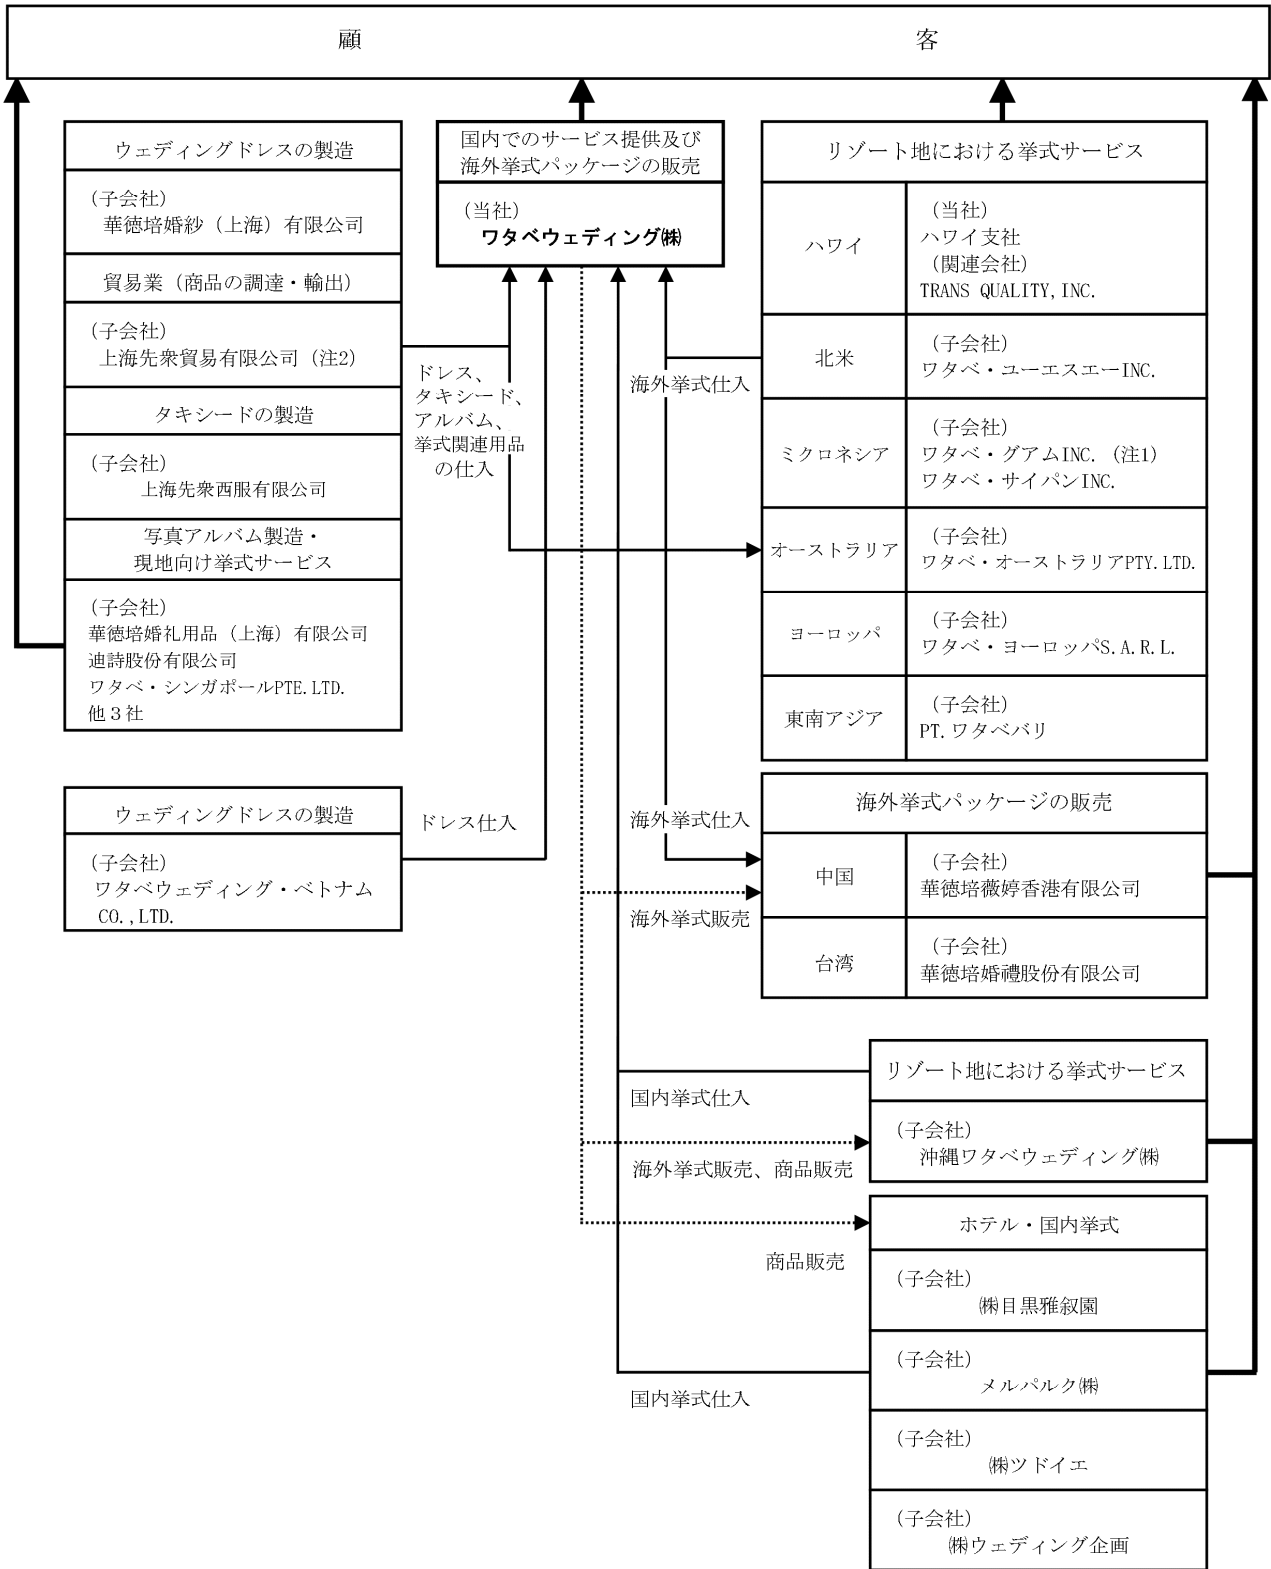 顧客
ウェディングドレスの製造
(子会社)
華徳培婚紗（上海）有限公司
貿易業（商品の調達・輸出）
(子会社)
上海先衆貿易有限公司（注2）
タキシードの製造
(子会社)
上海先衆西服有限公司
写真アルバム製造・
現地向け挙式サービス
(子会社)
華徳培婚礼用品（上海）有限公司
迪詩股份有限公司
ワタベ・シンガポールPTE.LTD.
他３社
ウェディングドレスの製造
(子会社)
ワタベウェディング・ベトナム
CO.,LTD.
国内でのサービス提供及び
海外挙式パッケージの販売
(当社)
ワタベウェディング㈱
ドレス、
タキシード、
アルバム、
挙式関連用品
の仕入
ドレス仕入
海外挙式仕入
海外挙式仕入
海外挙式販売
国内挙式仕入
海外挙式販売、商品販売
商品販売
国内挙式仕入
リゾート地における挙式サービス
ハワイ
(当社)
ハワイ支社
(関連会社)
TRANS QUALITY,INC.
北米
(子会社)
ワタベ・ユーエスエーINC.
ミクロネシア
(子会社)
ワタベ・グアムINC.（注1）
ワタベ・サイパンINC.
オーストラリア
(子会社)
ワタベ・オーストラリアPTY.LTD.
ヨーロッパ
(子会社)
ワタベ・ヨーロッパS.A.R.L.
東南アジア
(子会社)
PT.ワタベバリ
海外挙式パッケージの販売
中国
(子会社)
華徳培薇婷香港有限公司
台湾
(子会社)
華徳培婚禮股份有限公司
リゾート地における挙式サービス
(子会社)
沖縄ワタベウェディング㈱
ホテル・国内挙式
(子会社)
㈱目黒雅叙園
(子会社)
メルパルク㈱
(子会社)
㈱ツドイエ
(子会社)
㈱ウェディング企画